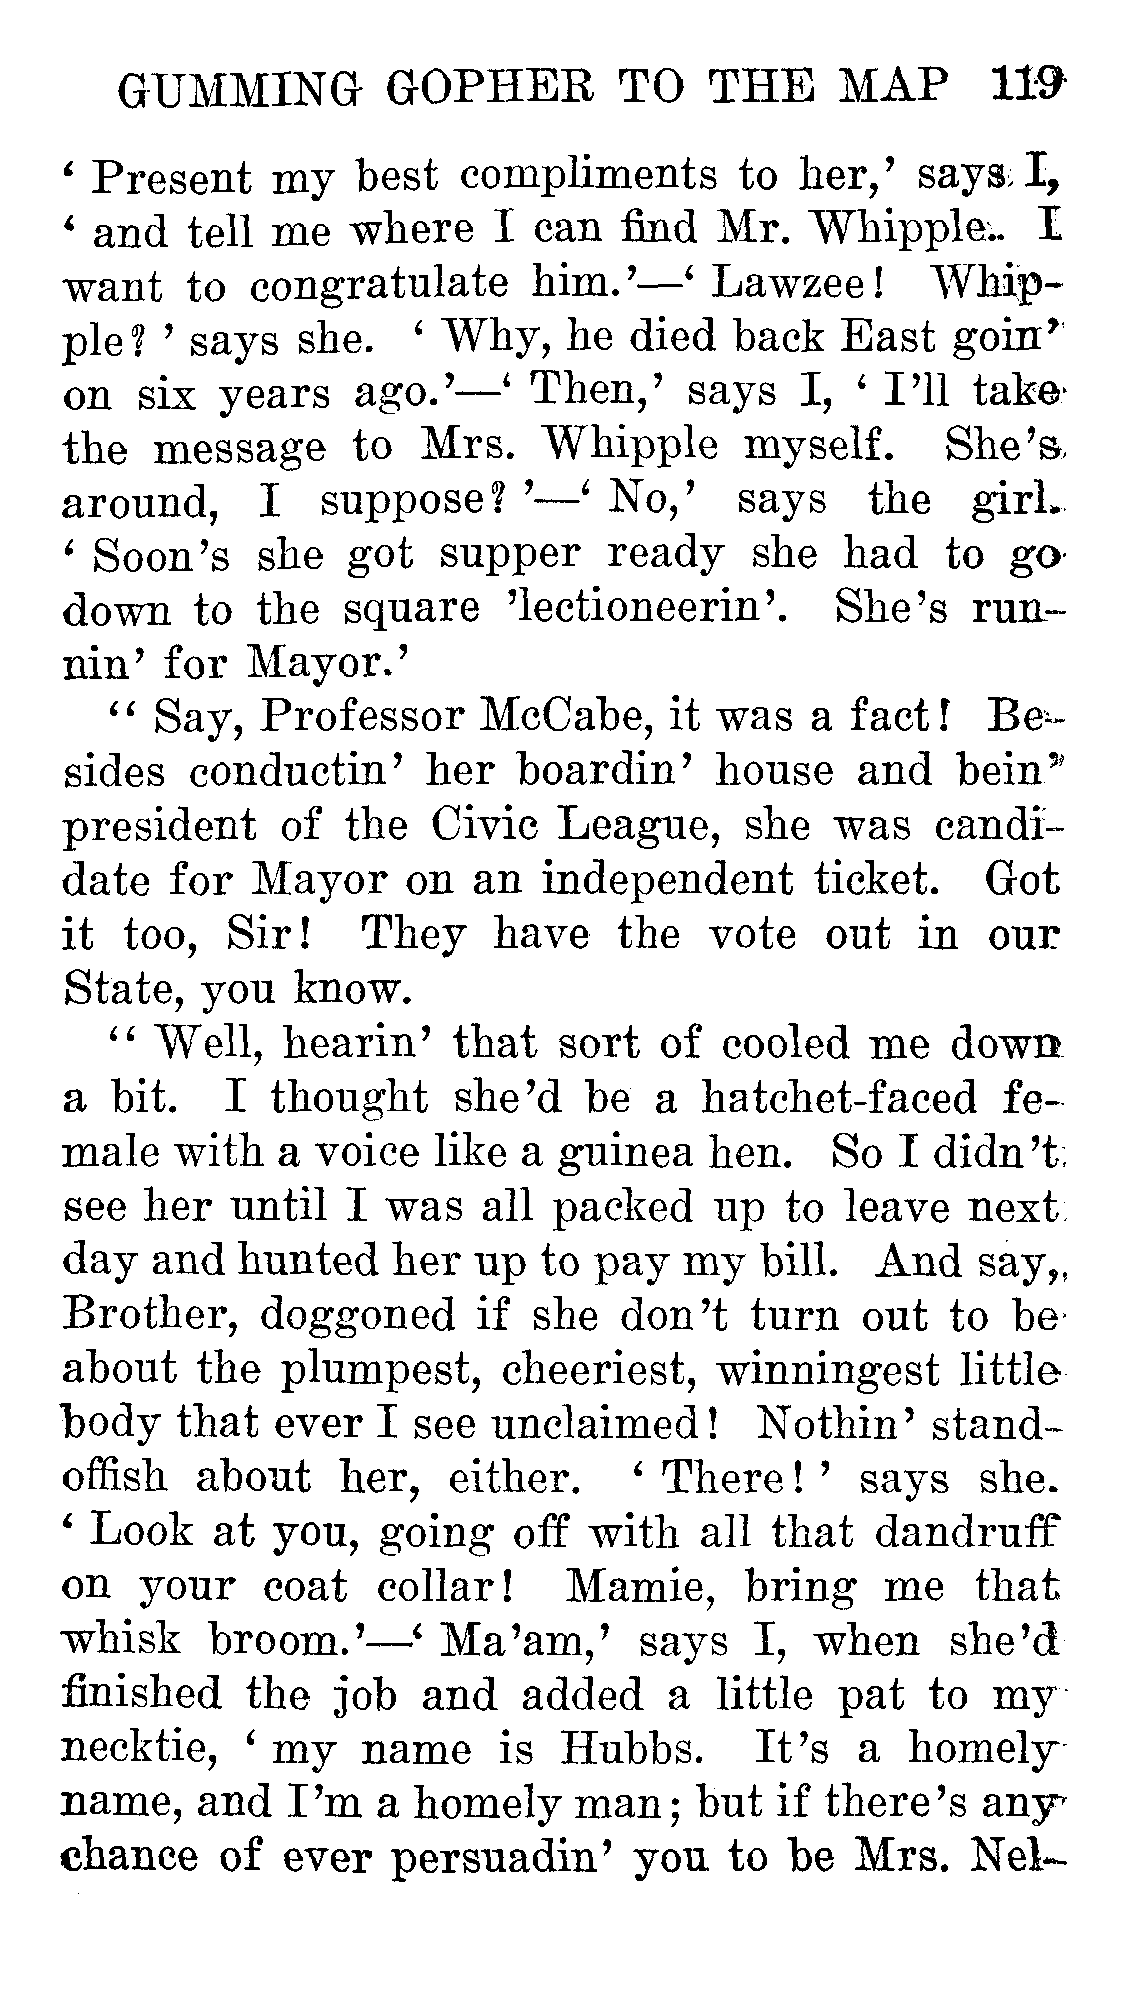 GUMMING GOPHER TO THE MAP 119
‘ Present my best compliments to her,’ says I,
‘ and tell me where I can find Mr. Whipple. I
want to congratulate him.’—‘ Lawzee! Whip-
ple? ’ says she. ‘ Why, he died back East goin’
on six years ago.’—‘ Then,’ says I, ‘ I’ll take
the message to Mrs. Whipple myself. She’s
around, I suppose? ’—‘ No,’ says the girl.
‘ Soon’s she got supper ready she had to go
down to the square ’lectioneerin’. She’s run-
nin’ for Mayor.’
“ Say, Professor McCabe, it was a fact! Be-
sides conductin’ her boardin’ house and bein’
president of the Civic League, she was candi-
date for Mayor on an independent ticket. Got
it too, Sir! They have the vote out in our
State, you know.
“ Well, hearin’ that sort of cooled me down
a bit. I thought she’d be a hatchet-faced fe-
male with a voice like a guinea hen. So I didn’t
see her until I was all packed up to leave next
day and hunted her up to pay my bill. And say,
Brother, doggoned if she don’t turn out to be
about the plumpest, cheeriest, winningest little
body that ever I see unclaimed! Nothin’ stand-
offish about her, either. ‘ There! ’ says she.
‘ Look at you, going off with all that dandruff
on your coat collar! Mamie, bring me that
whisk broom.’—‘ Ma’am,’ says I, when she’d
finished the job and added a little pat to my
necktie, ‘ my name is Hubbs. It’s a homely
name, and I’m a homely man; but if there’s any
chance of ever persuadin’ you to be Mrs. Nel-